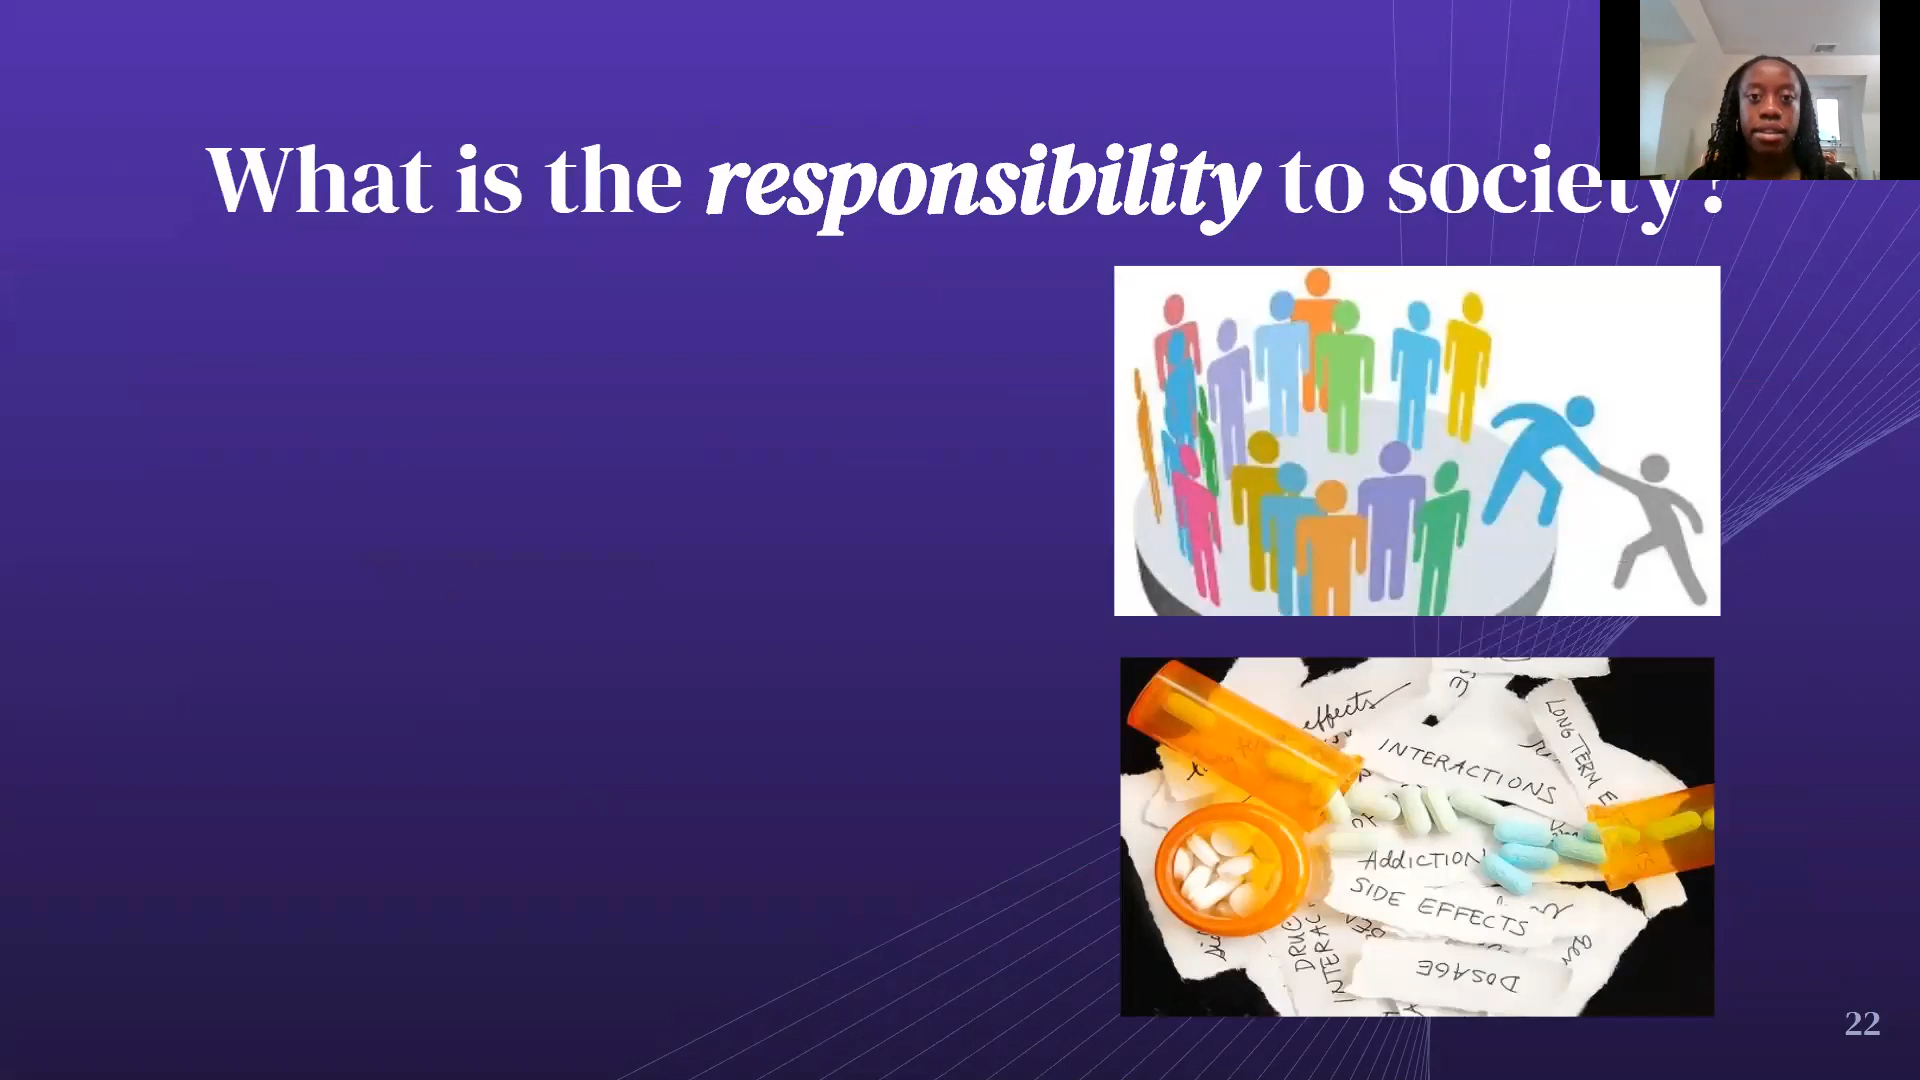 What is the responsibility to society?
effects
INTERACTIONS
LONG TERM E
Addiction
SIDE EFFECTS
DRUG
INTERAC
DOSAGE
22